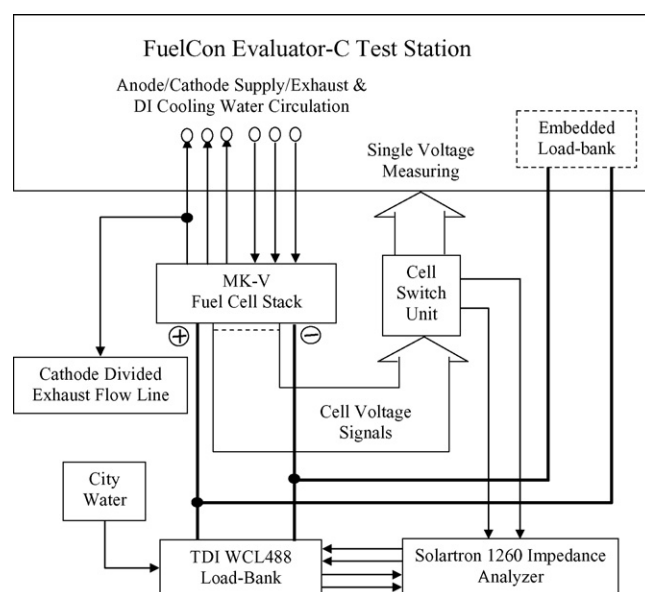 FuelCon Evaluator-C Test Station
Anode/Cathode Supply/Exhaust &
DI Cooling Water Circulation
Embedded
Load-bank
Single Voltage
Measuring
MK-V
Fuel Cell Stack
Cell
Switch
Unit
+
−
Cathode Divided
Exhaust Flow Line
Cell Voltage
Signals
City
Water
TDI WCL488
Load-Bank
Solartron 1260 Impedance
Analyzer